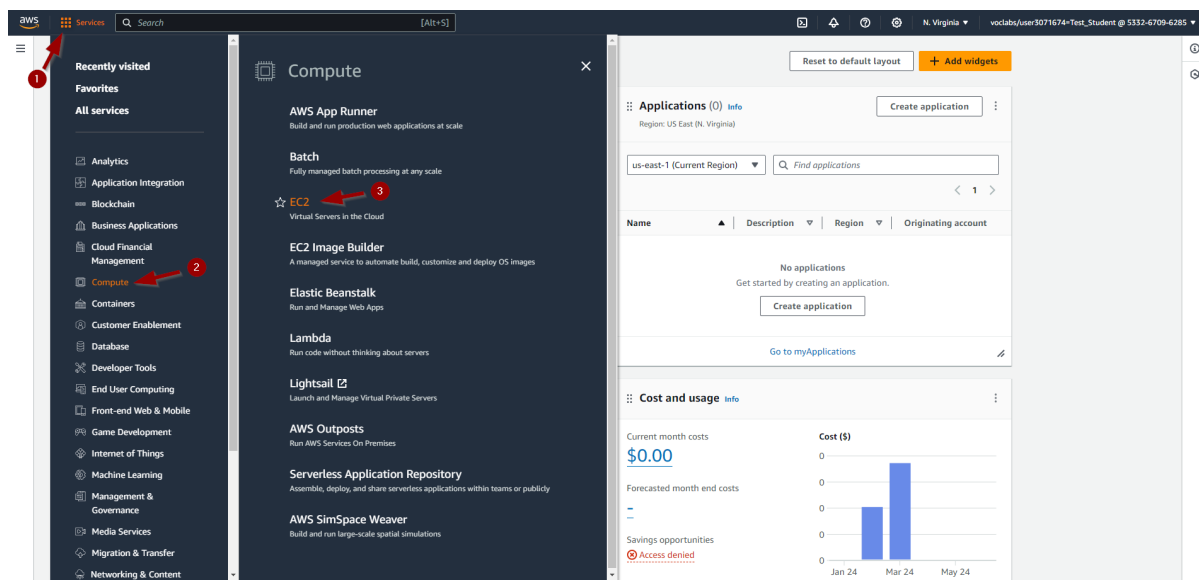 aws
Services
Search
[Alt+S]
N. Virginia
voclabs/user3071674=Test_Student @ 5332-6709-6285
1
Recently visited
Favorites
All services
Analytics
Application Integration
Blockchain
Business Applications
Cloud Financial
Management
Compute
2
Containers
Customer Enablement
Database
Developer Tools
End User Computing
Front-end Web & Mobile
Game Development
Internet of Things
Machine Learning
Management &
Governance
Media Services
Migration & Transfer
Networking & Content
Compute
AWS App Runner
Build and run production web applications at scale
Batch
Fully managed batch processing at any scale
3
EC2
Virtual Servers in the Cloud
EC2 Image Builder
A managed service to automate build, customize and deploy OS images
Elastic Beanstalk
Run and Manage Web Apps
Lambda
Run code without thinking about servers
Lightsail
Launch and Manage Virtual Private Servers
AWS Outposts
Run AWS Services On Premises
Serverless Application Repository
Assemble, deploy, and share serverless applications within teams or publicly
AWS SimSpace Weaver
Build and run large-scale spatial simulations
Reset to default layout
+ Add widgets
Applications (0) Info
Region: US East (N. Virginia)
Create application
us-east-1 (Current Region)
Find applications
1
Name
Description
Region
Originating account
No applications
Get started by creating an application.
Create application
Go to myApplications
Cost and usage Info
Current month costs
$0.00
Forecasted month end costs
-
Savings opportunities
Access denied
Cost ($)
0
0
0
0
0
Jan 24
Mar 24
May 24